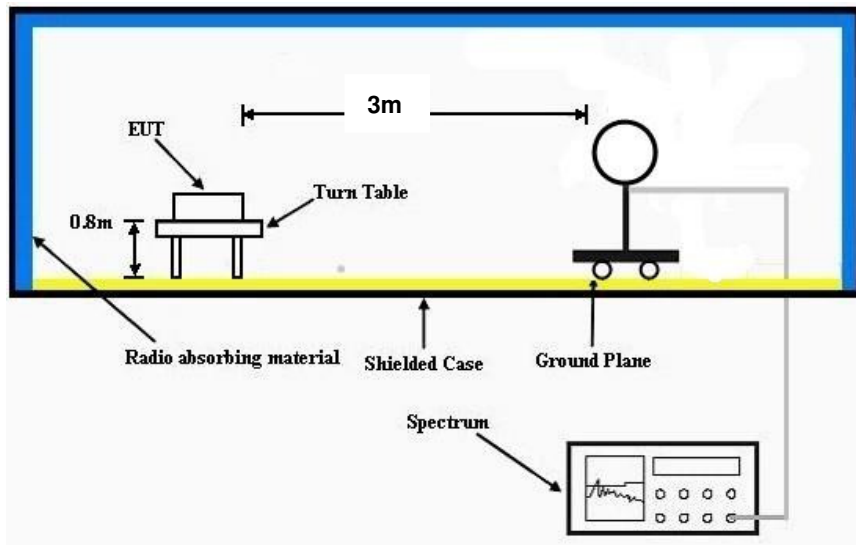 3m
EUT
Turn Table
0.8m
Radio absorbing material
Shielded Case
Ground Plane
Spectrum